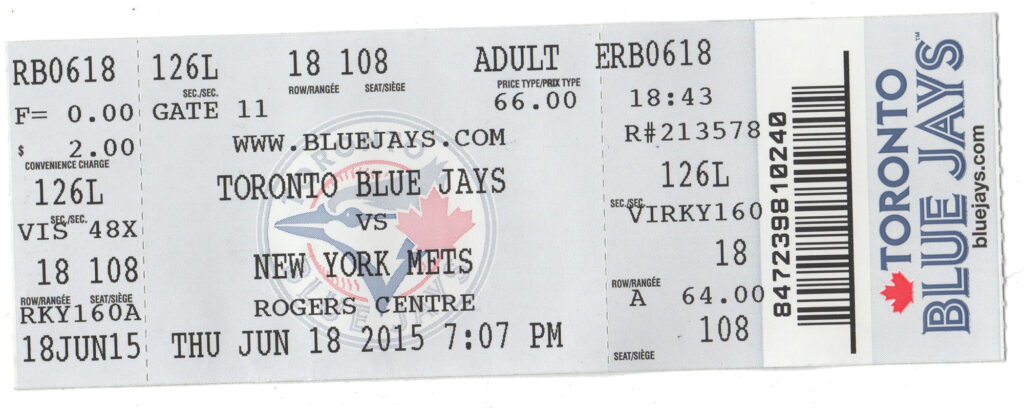 RB0618
F= 0.00
$ 2.00
CONVENIENCE CHARGE
126L
SEC./SEC.
VIS 48X
18 108
ROW/RANGÉE SEAT/SIÈGE
RKY160A
18JUN15
126L 18 108 ADULT
SEC./SEC. ROW/RANGÉE SEAT/SIÈGE PRICE TYPE/PRIX TYPE
GATE 11 66.00
WWW.BLUEJAYS.COM
TORONTO BLUE JAYS
VS
NEW YORK METS
ROGERS CENTRE
THU JUN 18 2015 7:07 PM
TORONTO
BLUE JAYS
ERB0618
18:43
R#213578
126L
SEC./SEC.
VIRKY160
18
ROW/RANGÉE
A 64.00
108
SEAT/SIÈGE
847239810240
TORONTO
BLUE JAYS™
bluejays.com